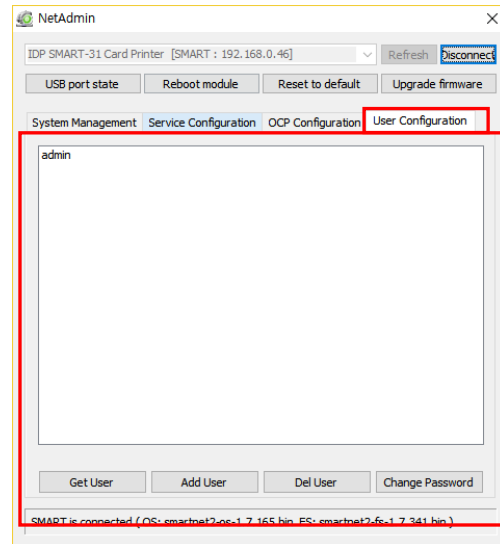 NetAdmin
IDP SMART-31 Card Printer [SMART : 192.168.0.46] Refresh Disconnect
USB port state Reboot module Reset to default Upgrade firmware
System Management Service Configuration OCP Configuration User Configuration
admin
Get User Add User Del User Change Password
SMART is connected ( OS: smartnet2-os-1.7.165.bin, FS: smartnet2-fs-1.7.341.bin )